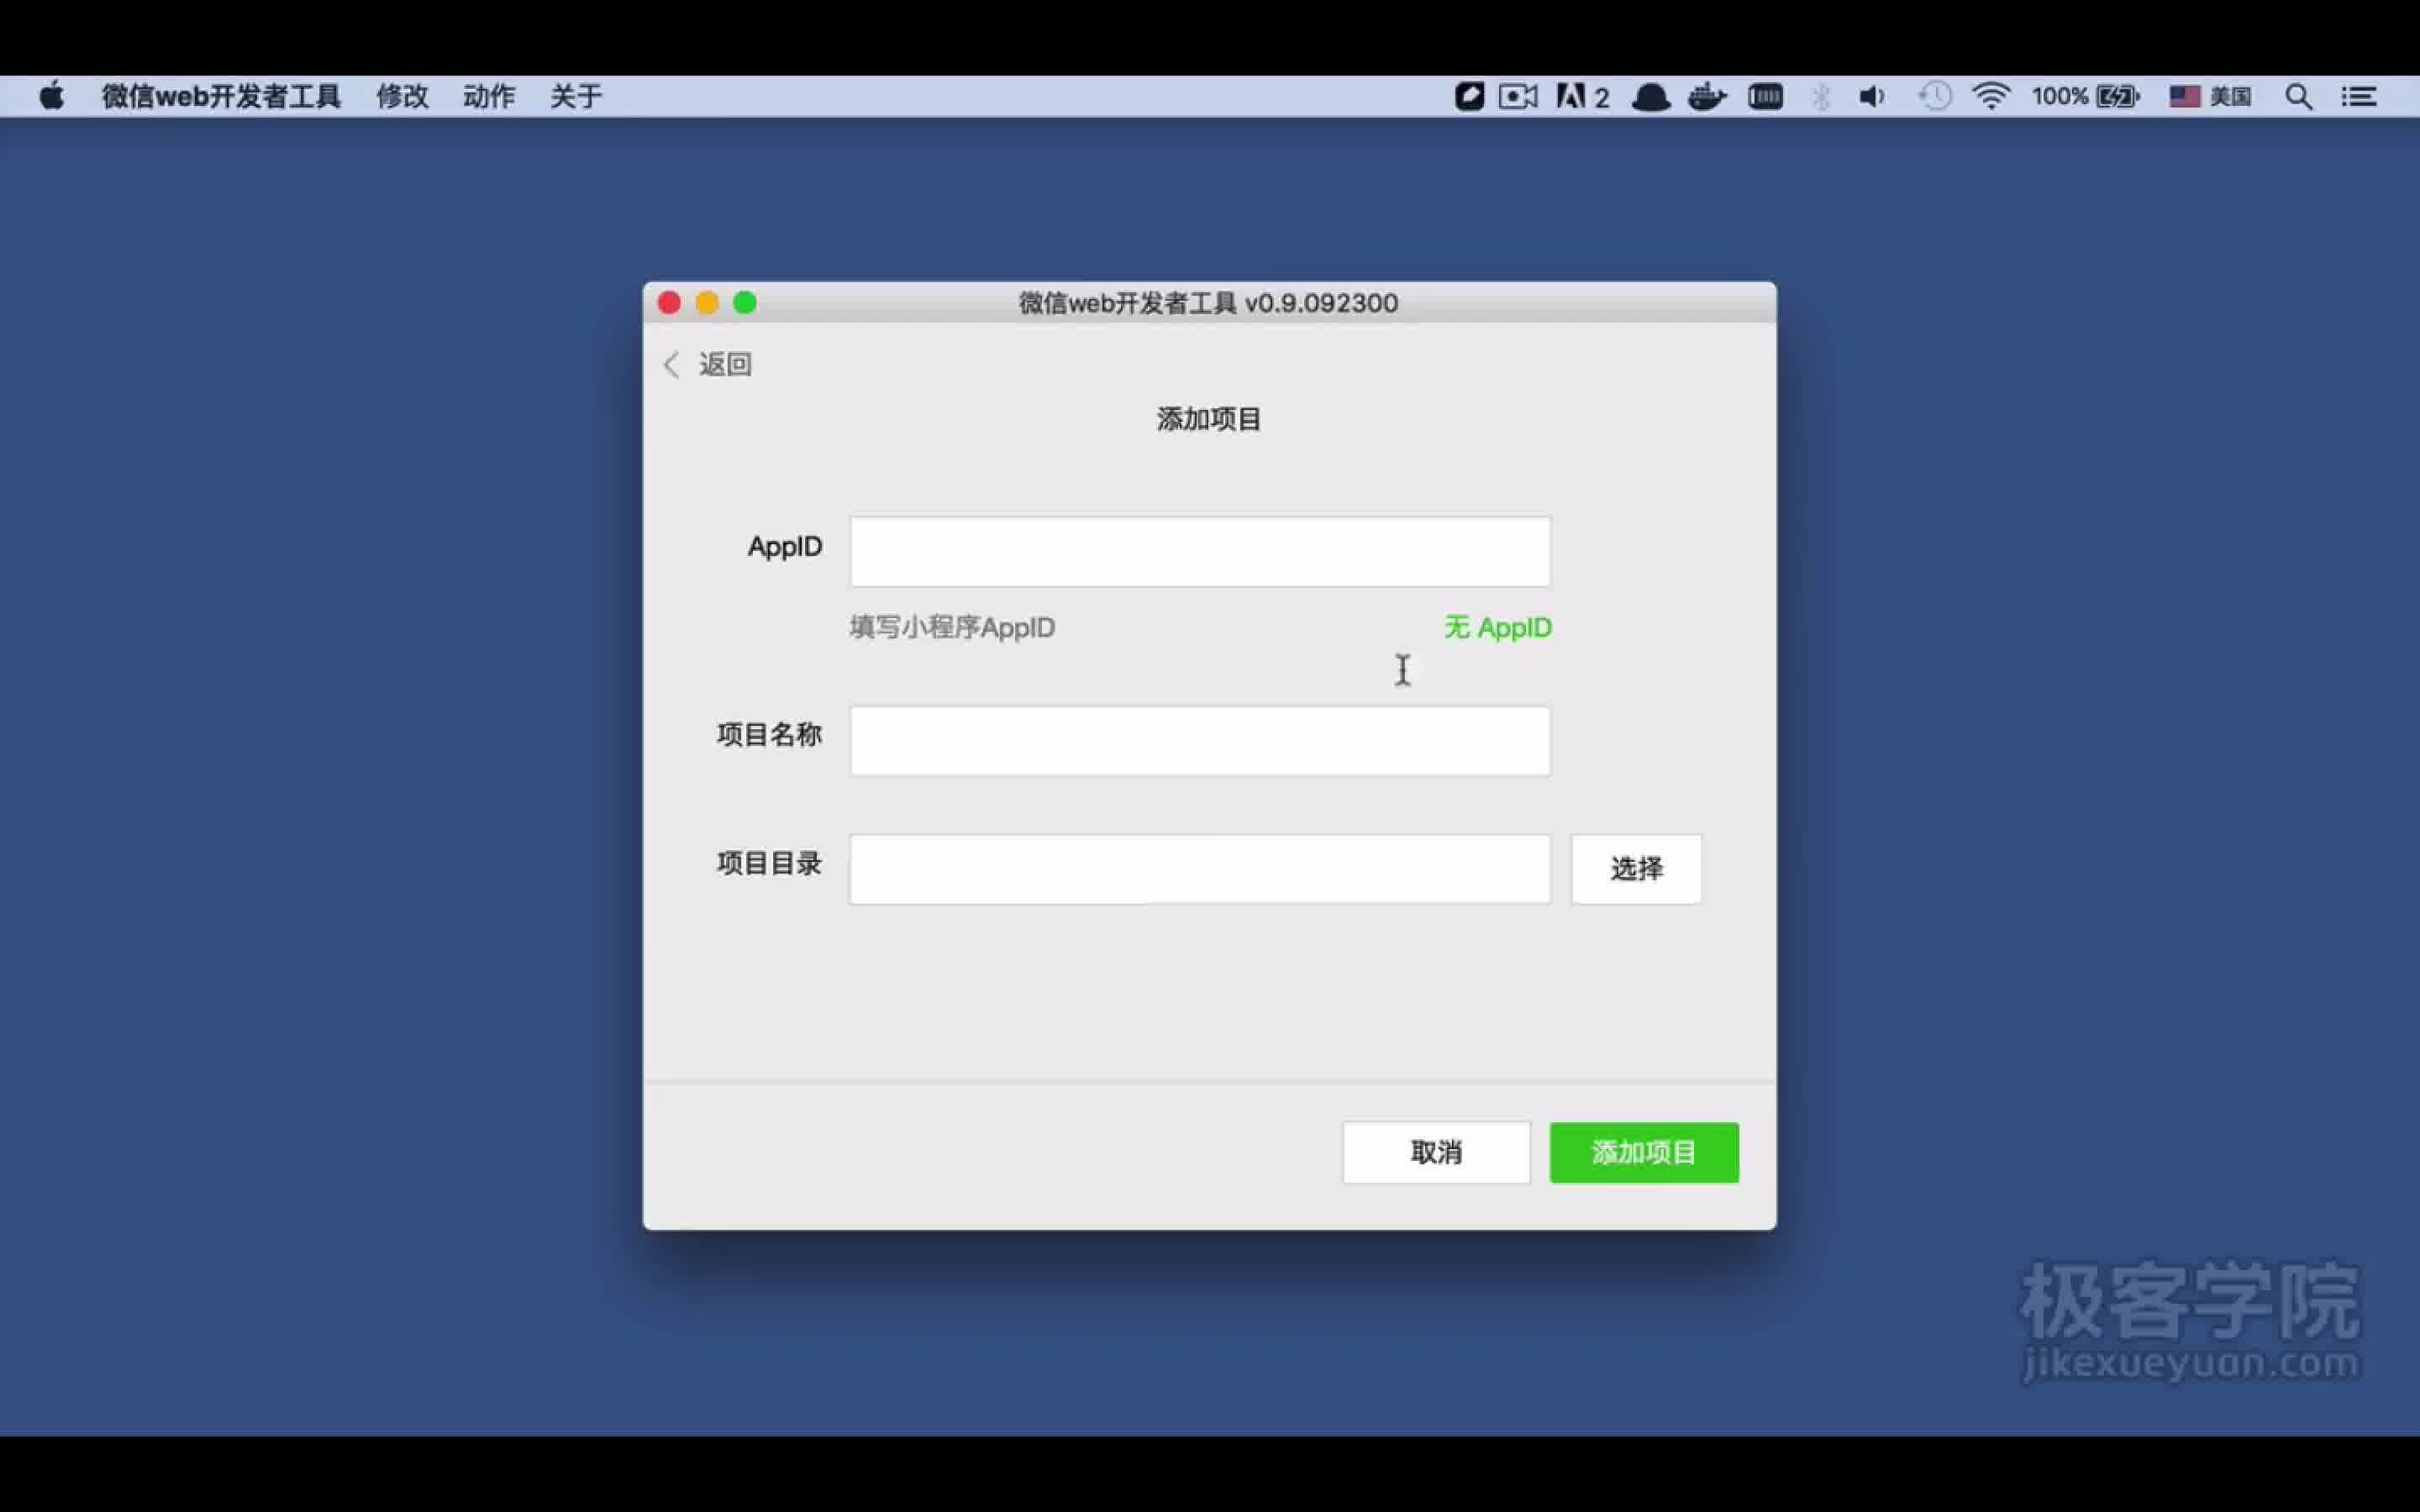 微信web开发者工具 修改 动作 关于 2 100% 美国
微信web开发者工具 v0.9.092300
返回
添加项目
AppID
填写小程序AppID 无 AppID
项目名称
项目目录 选择
取消 添加项目
极客学院
jikexueyuan.com